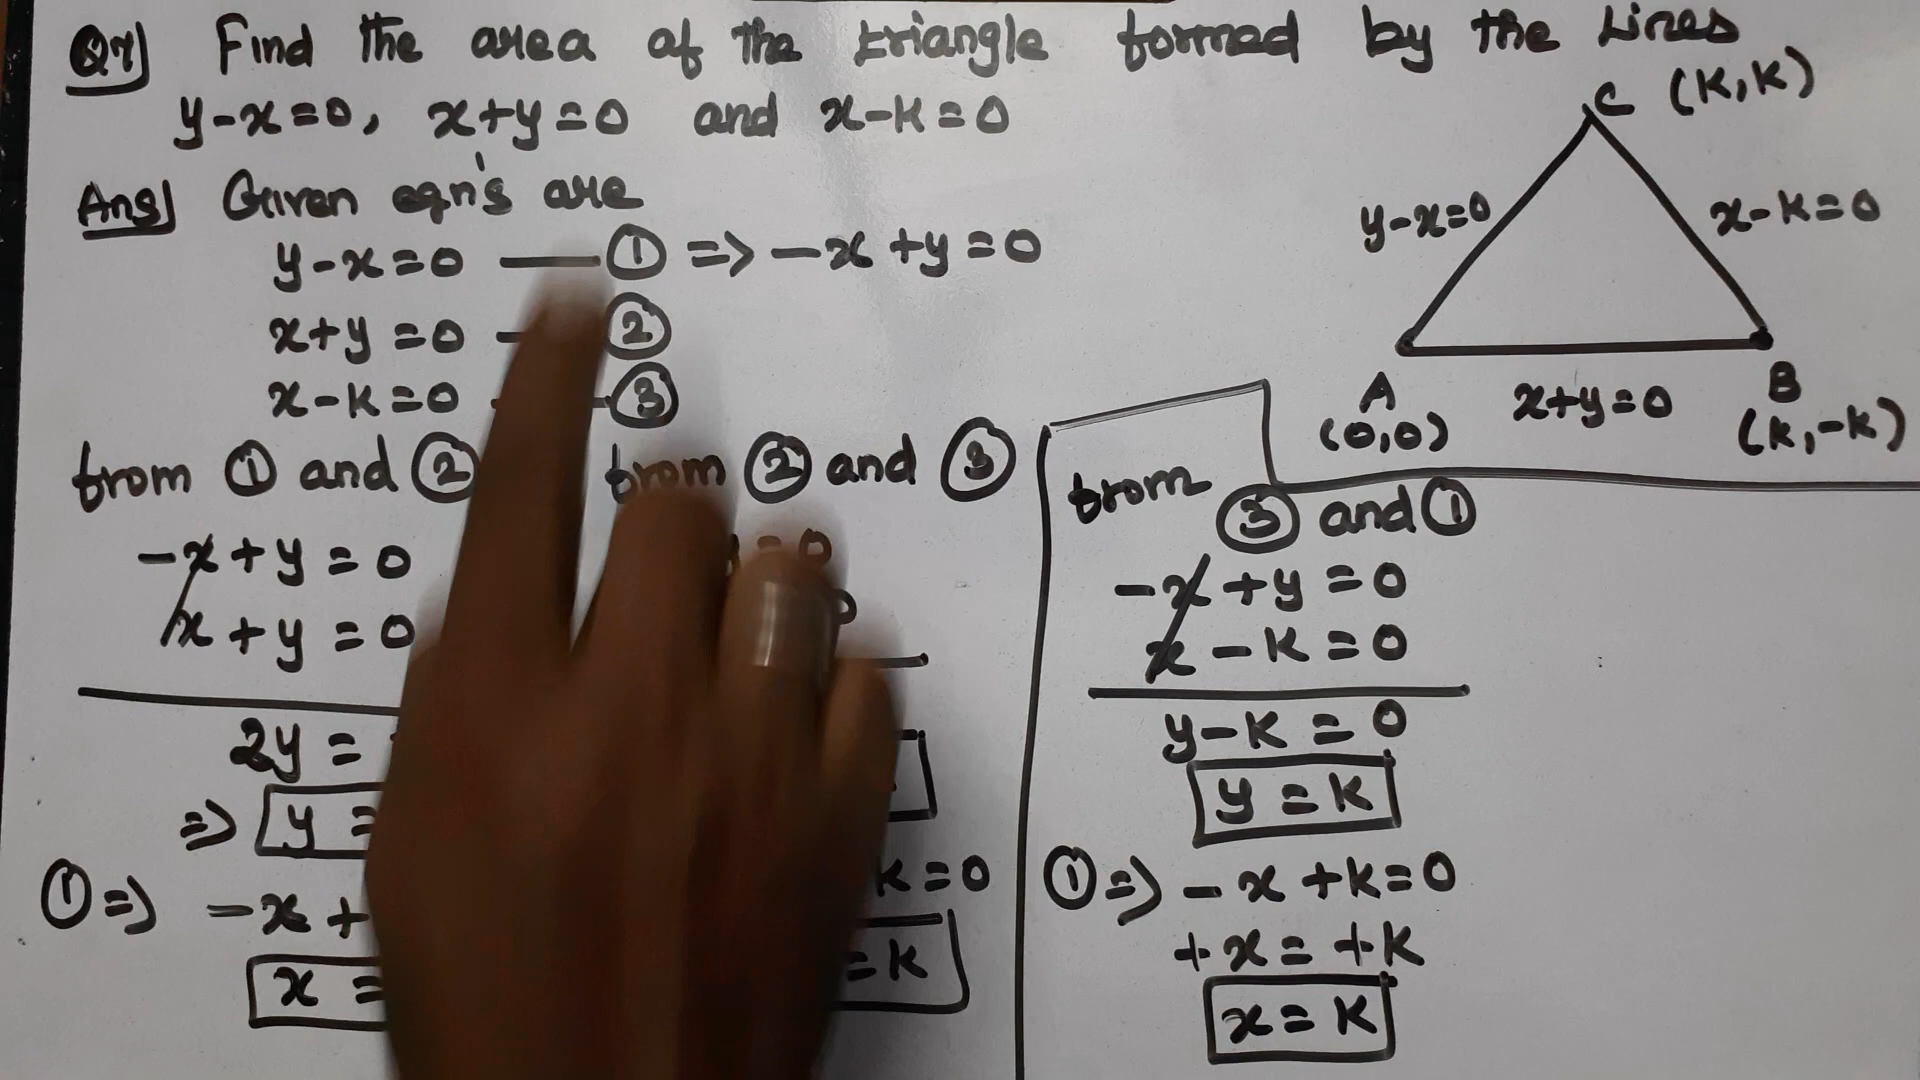 Q7) Find the area of the triangle formed by the Lines
y-x=0, x+y=0 and x-k=0
Ans) Given eqn's are
y-x=0 — ① => -x+y=0
x+y=0 - ②
x-k=0 - ③
from ① and ②
-x+y=0
x+y=0
2y=
=> y=
① => -x+
x=
from ② and ③
=0
k=0
=k
from ③ and ①
-x+y=0
x-k=0
y-k=0
y=k
① => -x+k=0
+x=+k
x=k
C (k,k)
y-x=0
x-k=0
A
(0,0)
x+y=0
B
(k,-k)